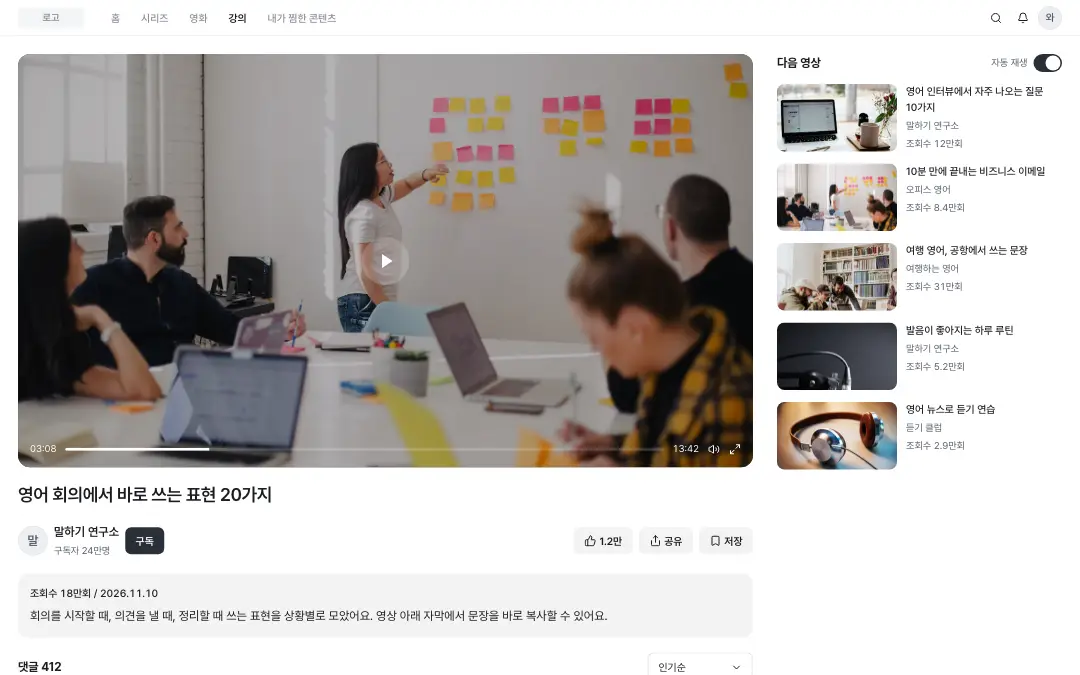 로고
홈
시리즈
영화
강의
내가 찜한 콘텐츠
와
03:08
13:42
영어 회의에서 바로 쓰는 표현 20가지
말
말하기 연구소
구독자 24만명
구독
1.2만
공유
저장
조회수 18만회 / 2026.11.10
회의를 시작할 때, 의견을 낼 때, 정리할 때 쓰는 표현을 상황별로 모았어요. 영상 아래 자막에서 문장을 바로 복사할 수 있어요.
댓글 412
인기순
다음 영상
자동 재생
영어 인터뷰에서 자주 나오는 질문
10가지
말하기 연구소
조회수 12만회
10분 만에 끝내는 비즈니스 이메일
오피스 영어
조회수 8.4만회
여행 영어, 공항에서 쓰는 문장
여행하는 영어
조회수 31만회
발음이 좋아지는 하루 루틴
말하기 연구소
조회수 5.2만회
영어 뉴스로 듣기 연습
듣기 클럽
조회수 2.9만회